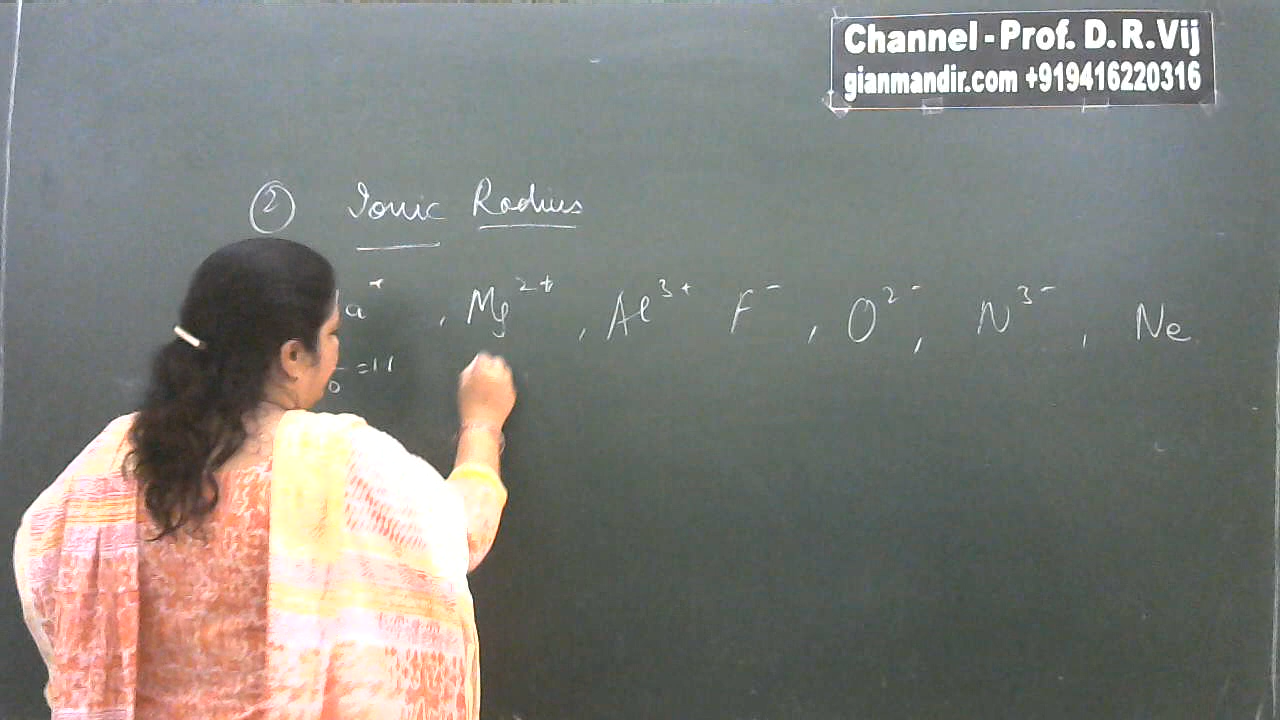 Channel - Prof. D. R. Vij
gianmandir.com +919416220316
② Ionic Radius
a⁺ , Mg²⁺ , Al³⁺ F⁻ , O²⁻ , N³⁻ , Ne
=11